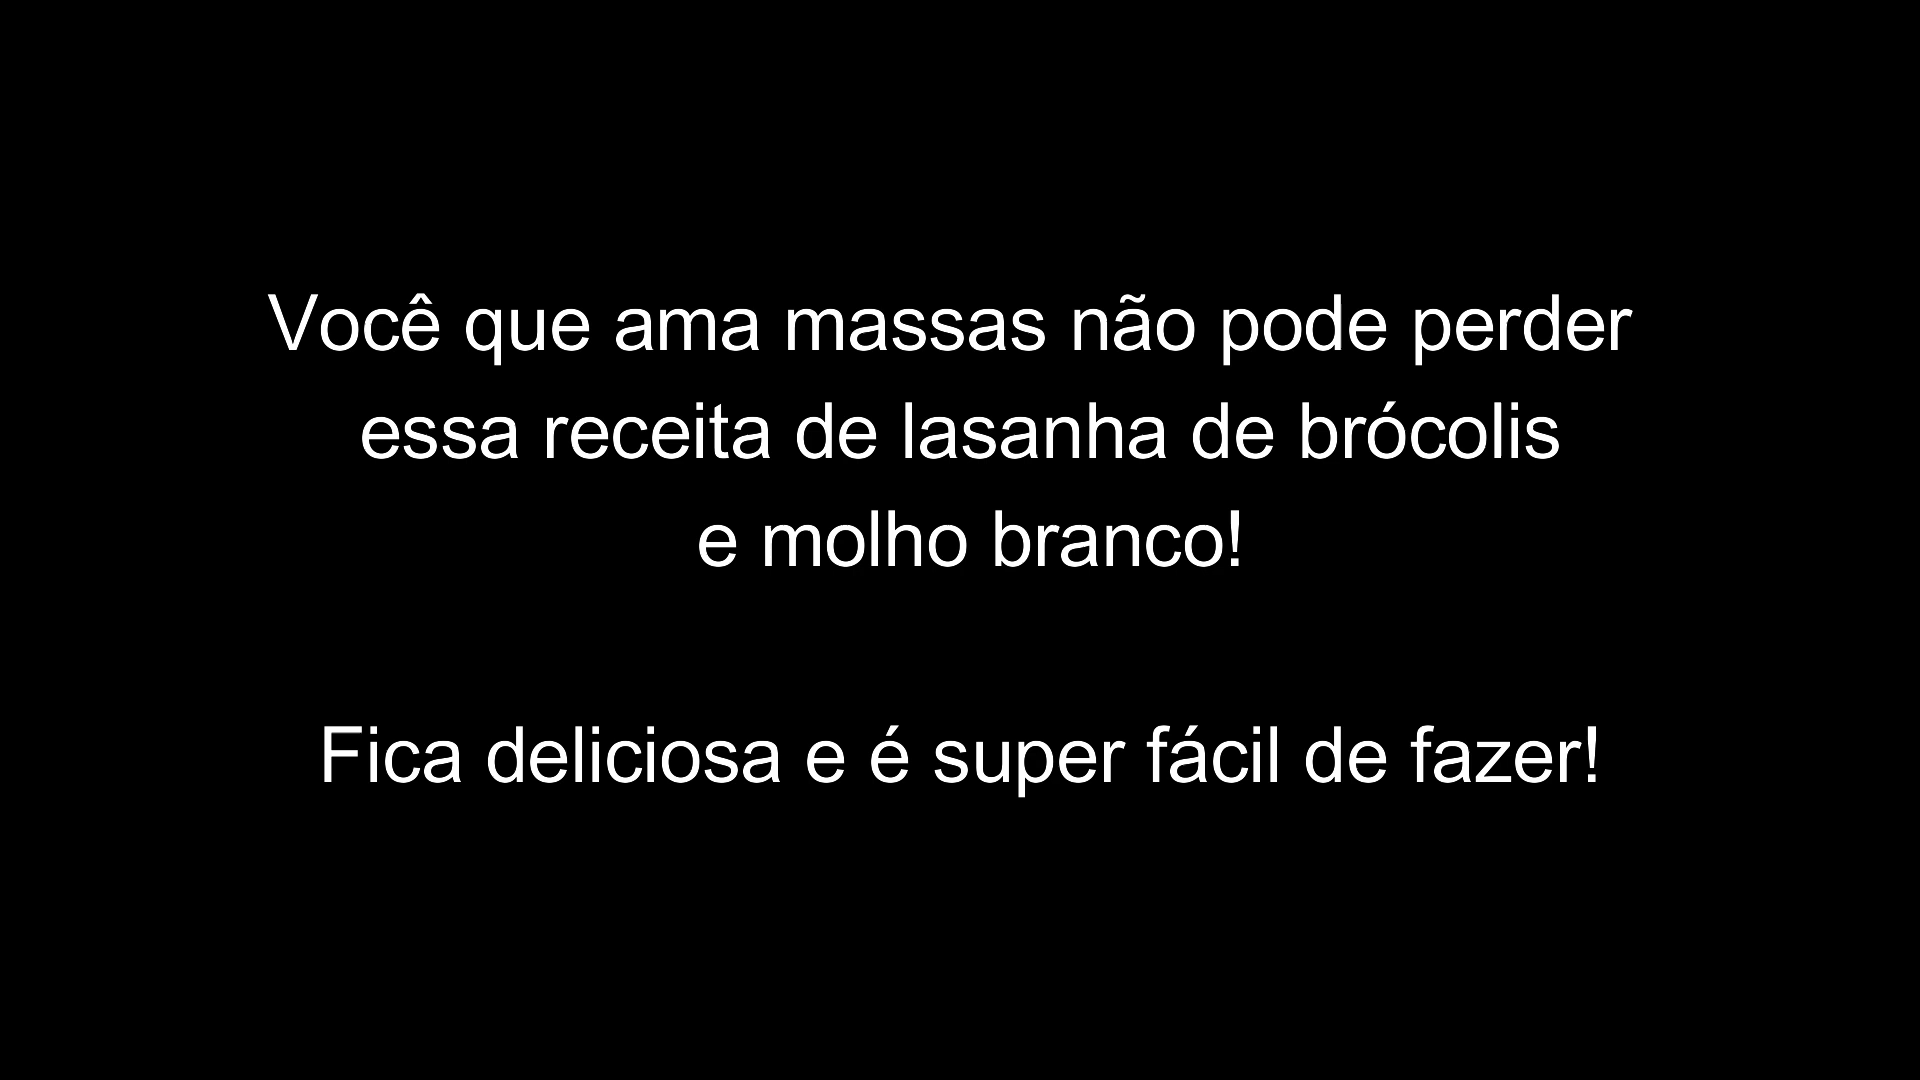 Você que ama massas não pode perder
essa receita de lasanha de brócolis
e molho branco!
Fica deliciosa e é super fácil de fazer!